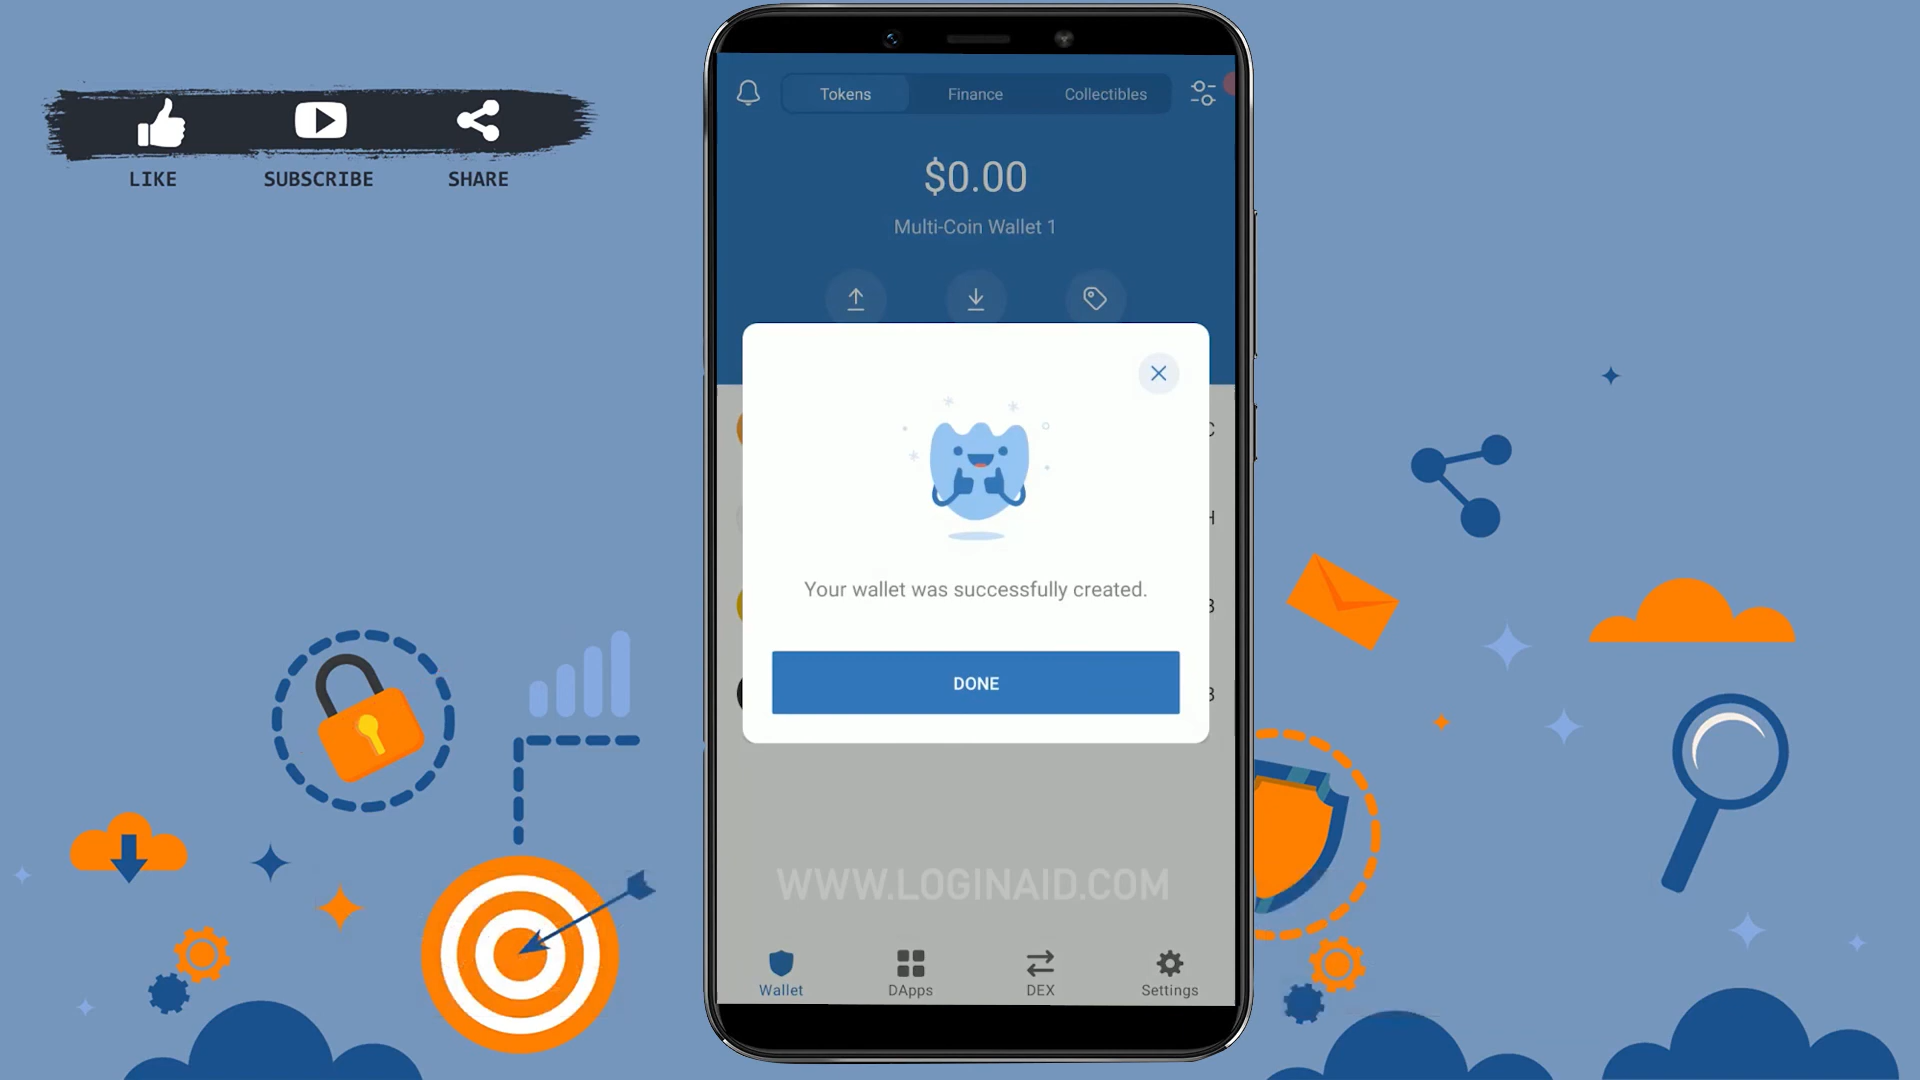 LIKE SUBSCRIBE SHARE
Tokens Finance Collectibles
$0.00
Multi-Coin Wallet 1
C
H
B
B
Your wallet was successfully created.
DONE
WWW.LOGINAID.COM
Wallet DApps DEX Settings